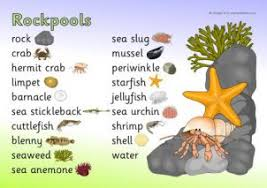 Rockpools
rock
crab
hermit crab
limpet
barnacle
sea stickleback
cuttlefish
blenny
seaweed
sea anemone
sea slug
mussel
periwinkle
starfish
jellyfish
sea urchin
shrimp
shell
water